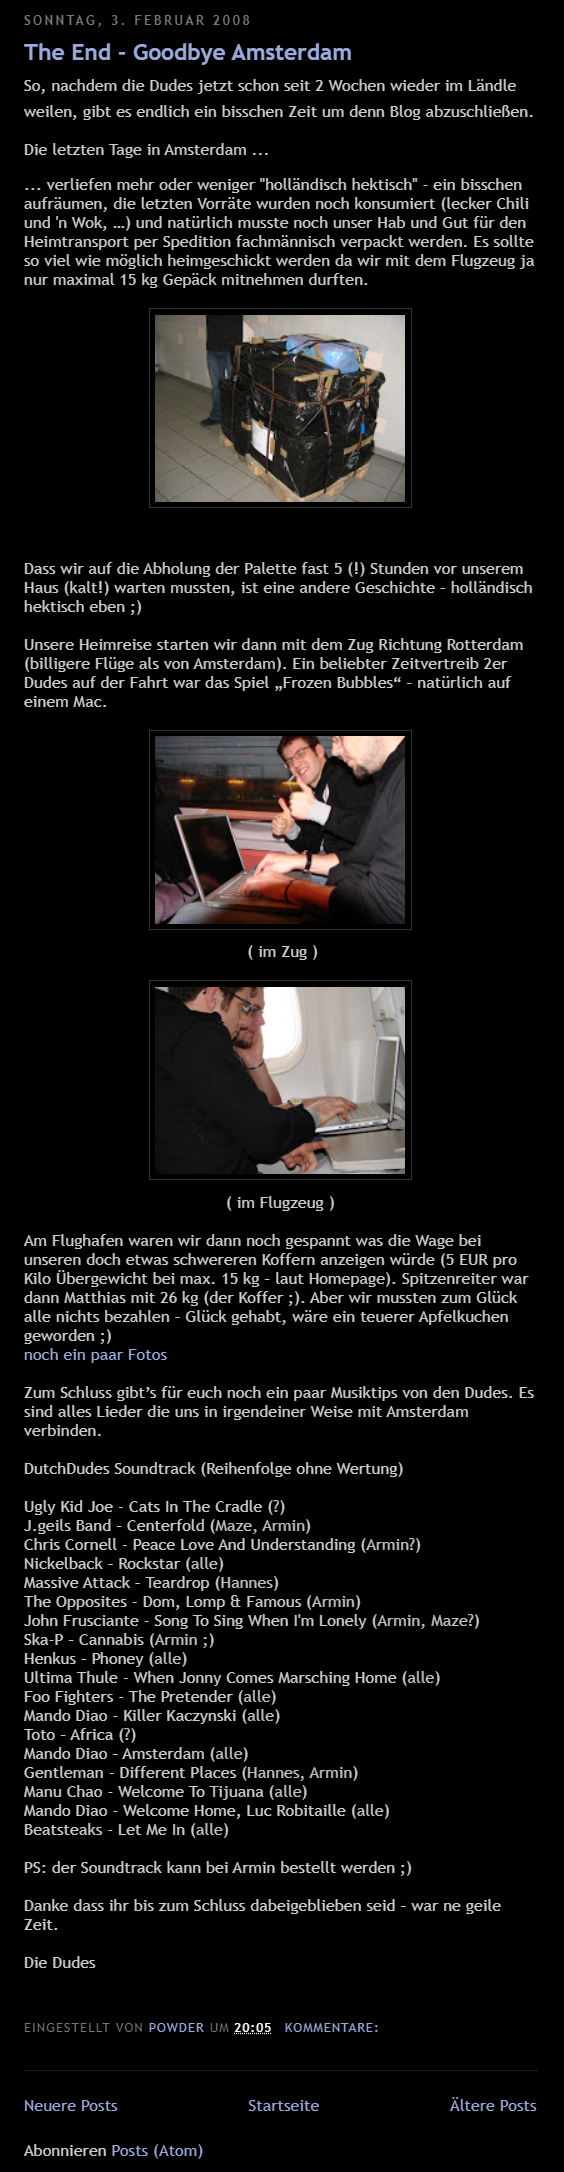 SONNTAG, 3. FEBRUAR 2008
The End - Goodbye Amsterdam
So, nachdem die Dudes jetzt schon seit 2 Wochen wieder im Ländle
weilen, gibt es endlich ein bisschen Zeit um denn Blog abzuschließen.
Die letzten Tage in Amsterdam ...
... verliefen mehr oder weniger "holländisch hektisch" - ein bisschen
aufräumen, die letzten Vorräte wurden noch konsumiert (lecker Chili
und 'n Wok, ...) und natürlich musste noch unser Hab und Gut für den
Heimtransport per Spedition fachmännisch verpackt werden. Es sollte
so viel wie möglich heimgeschickt werden da wir mit dem Flugzeug ja
nur maximal 15 kg Gepäck mitnehmen durften.
Dass wir auf die Abholung der Palette fast 5 (!) Stunden vor unserem
Haus (kalt!) warten mussten, ist eine andere Geschichte – holländisch
hektisch eben ;)
Unsere Heimreise starten wir dann mit dem Zug Richtung Rotterdam
(billigere Flüge als von Amsterdam). Ein beliebter Zeitvertreib 2er
Dudes auf der Fahrt war das Spiel „Frozen Bubbles“ – natürlich auf
einem Mac.
( im Zug )
( im Flugzeug )
Am Flughafen waren wir dann noch gespannt was die Wage bei
unseren doch etwas schwereren Koffern anzeigen würde (5 EUR pro
Kilo Übergewicht bei max. 15 kg – laut Homepage). Spitzenreiter war
dann Matthias mit 26 kg (der Koffer ;). Aber wir mussten zum Glück
alle nichts bezahlen – Glück gehabt, wäre ein teuerer Apfelkuchen
geworden ;)
noch ein paar Fotos
Zum Schluss gibt’s für euch noch ein paar Musiktips von den Dudes. Es
sind alles Lieder die uns in irgendeiner Weise mit Amsterdam
verbinden.
DutchDudes Soundtrack (Reihenfolge ohne Wertung)
Ugly Kid Joe - Cats In The Cradle (?)
J.geils Band – Centerfold (Maze, Armin)
Chris Cornell - Peace Love And Understanding (Armin?)
Nickelback – Rockstar (alle)
Massive Attack – Teardrop (Hannes)
The Opposites - Dom, Lomp & Famous (Armin)
John Frusciante - Song To Sing When I'm Lonely (Armin, Maze?)
Ska-P – Cannabis (Armin ;)
Henkus – Phoney (alle)
Ultima Thule - When Jonny Comes Marsching Home (alle)
Foo Fighters - The Pretender (alle)
Mando Diao - Killer Kaczynski (alle)
Toto – Africa (?)
Mando Diao – Amsterdam (alle)
Gentleman - Different Places (Hannes, Armin)
Manu Chao - Welcome To Tijuana (alle)
Mando Diao - Welcome Home, Luc Robitaille (alle)
Beatsteaks - Let Me In (alle)
PS: der Soundtrack kann bei Armin bestellt werden ;)
Danke dass ihr bis zum Schluss dabeigeblieben seid – war ne geile
Zeit.
Die Dudes
EINGESTELLT VON POWDER UM 20:05 KOMMENTARE:
Neuere Posts Startseite Ältere Posts
Abonnieren Posts (Atom)